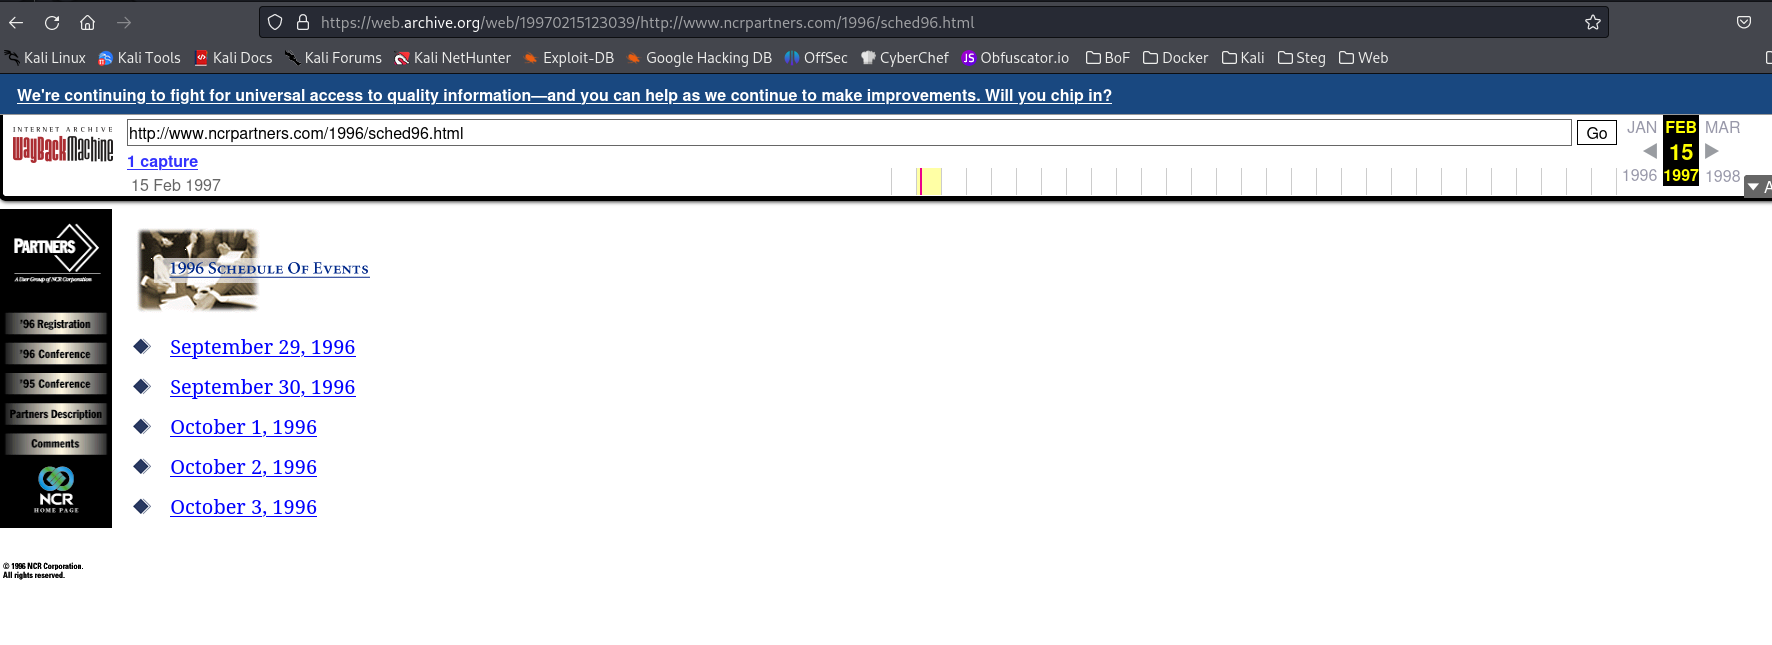 https://web.archive.org/web/19970215123039/http://www.ncrpartners.com/1996/sched96.html
Kali Linux Kali Tools Kali Docs Kali Forums Kali NetHunter Exploit-DB Google Hacking DB OffSec CyberChef JS Obfuscator.io BoF Docker Kali Steg Web
We're continuing to fight for universal access to quality information—and you can help as we continue to make improvements. Will you chip in?
INTERNET ARCHIVE
WayBackMachine
http://www.ncrpartners.com/1996/sched96.html Go
1 capture
15 Feb 1997
JAN FEB MAR
15
1996 1997 1998
A
PARTNERS
A User Group of NCR Corporation
'96 Registration
'96 Conference
'95 Conference
Partners Description
Comments
NCR
HOME PAGE
1996 SCHEDULE OF EVENTS
September 29, 1996
September 30, 1996
October 1, 1996
October 2, 1996
October 3, 1996
© 1996 NCR Corporation.
All rights reserved.